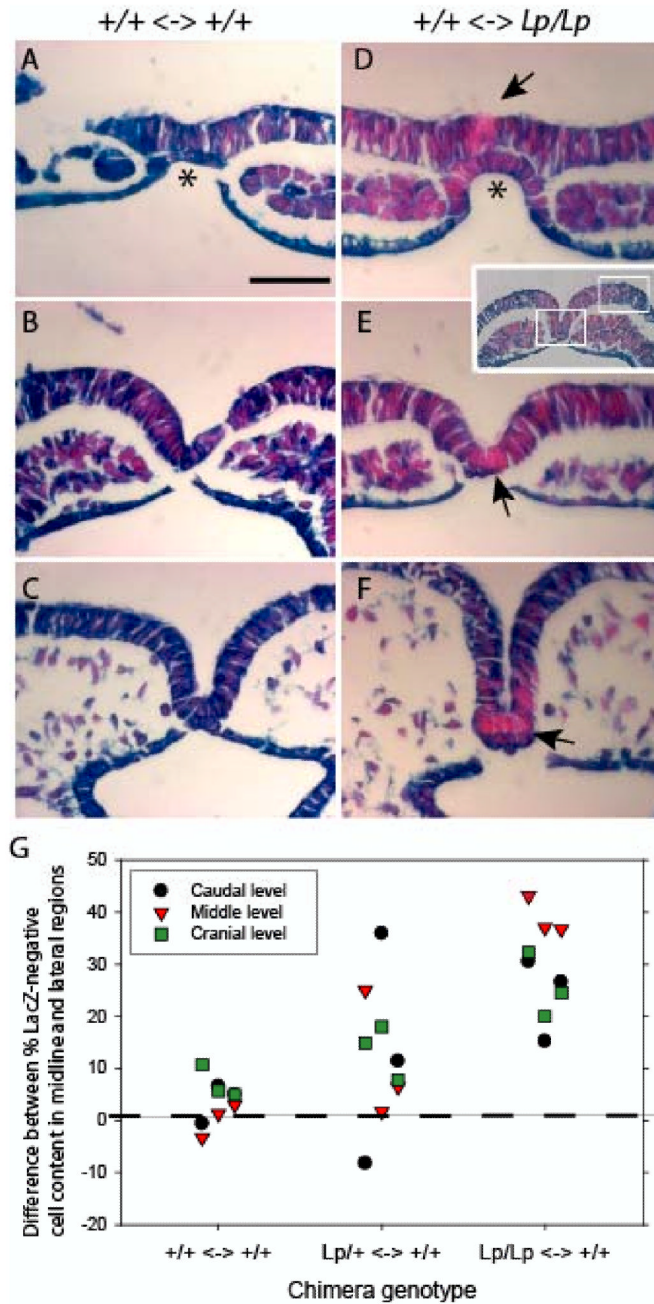 +/+ <-> +/+
+/+ <-> Lp/Lp
A
D
*
*
B
E
C
F
G
Difference between % LacZ-negative
cell content in midline and lateral regions
50
40
30
20
10
0
-10
-20
Caudal level
Middle level
Cranial level
+/+ <-> +/+
Lp/+ <-> +/+
Lp/Lp <-> +/+
Chimera genotype